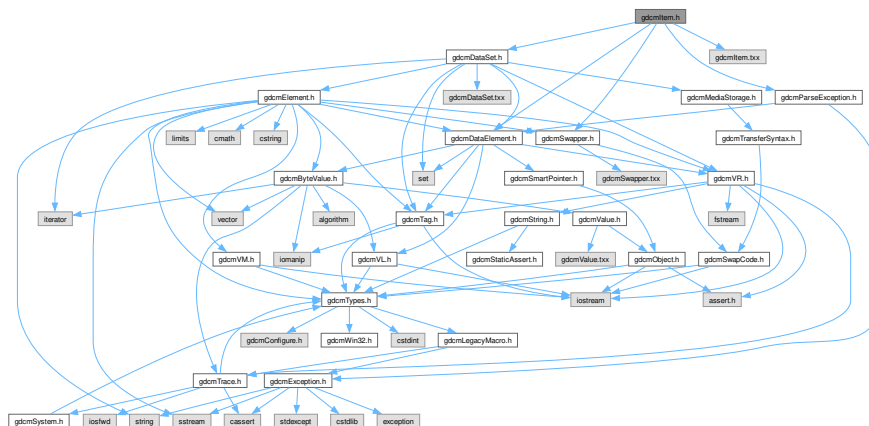 gdcmItem.h
gdcmDataSet.h
gdcmItem.txx
gdcmElement.h
gdcmDataSet.txx
gdcmMediaStorage.h
gdcmParseException.h
limits
cmath
cstring
gdcmDataElement.h
gdcmSwapper.h
gdcmTransferSyntax.h
gdcmByteValue.h
set
gdcmSmartPointer.h
gdcmSwapper.txx
gdcmVR.h
iterator
vector
algorithm
gdcmTag.h
gdcmString.h
gdcmValue.h
fstream
gdcmVM.h
iomanip
gdcmVL.h
gdcmStaticAssert.h
gdcmValue.txx
gdcmObject.h
gdcmSwapCode.h
gdcmTypes.h
iostream
assert.h
gdcmConfigure.h
gdcmWin32.h
cstdint
gdcmLegacyMacro.h
gdcmTrace.h
gdcmException.h
gdcmSystem.h
iosfwd
string
sstream
cassert
stdexcept
cstdlib
exception